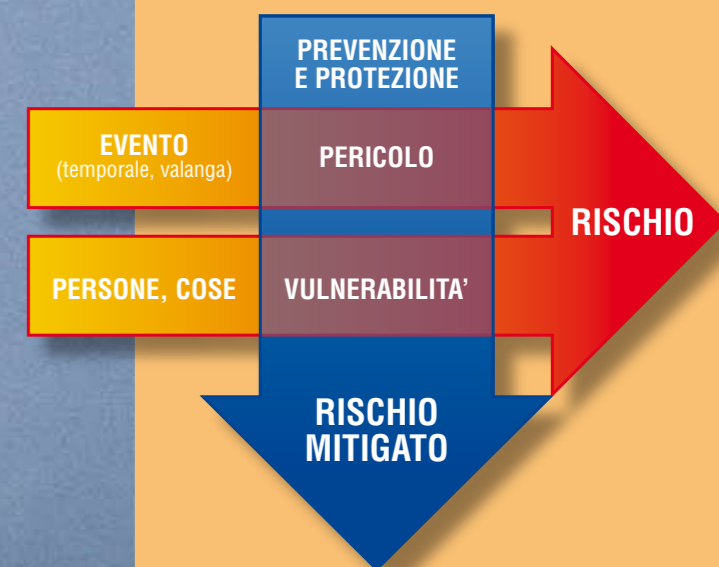 PREVENZIONE
E PROTEZIONE
EVENTO
(temporale, valanga)
PERICOLO
RISCHIO
PERSONE, COSE
VULNERABILITA’
RISCHIO
MITIGATO